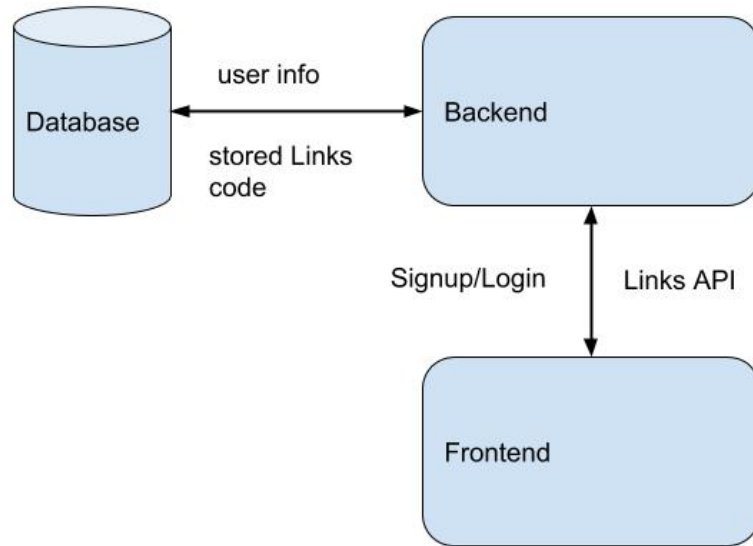 user info
Database
Backend
stored Links
code
Signup/Login
Links API
Frontend